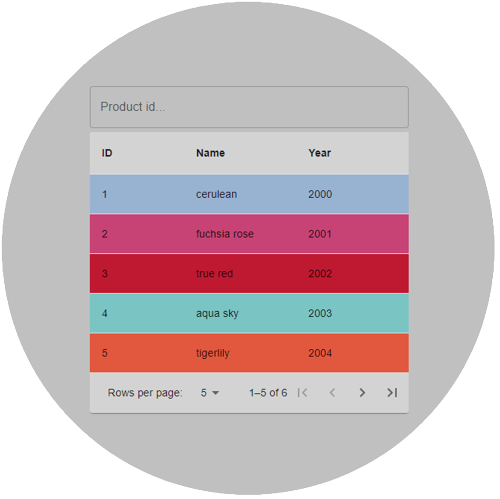 Product id...
ID Name Year
1 cerulean 2000
2 fuchsia rose 2001
3 true red 2002
4 aqua sky 2003
5 tigerlily 2004
Rows per page: 5 1–5 of 6